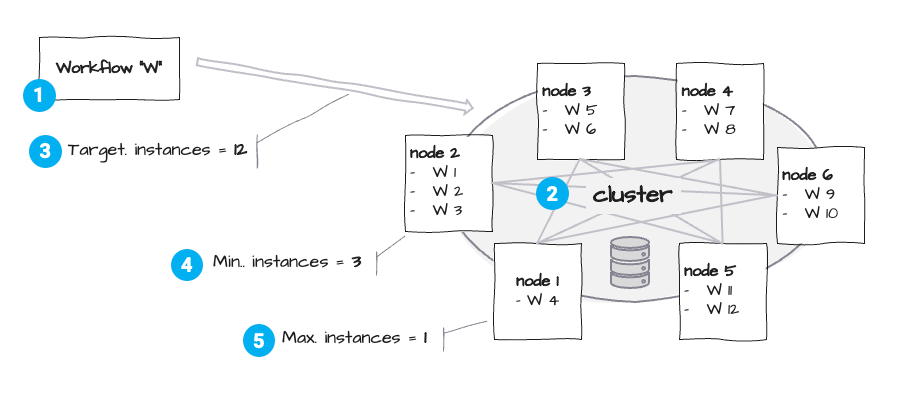 Workflow "W"
1
3 Target. instances = 12
node 2
- W 1
- W 2
- W 3
node 3
- W 5
- W 6
node 4
- W 7
- W 8
node 6
- W 9
- W 10
2 cluster
4 Min.. instances = 3
node 1
- W 4
node 5
- W 11
- W 12
5 Max. instances = 1